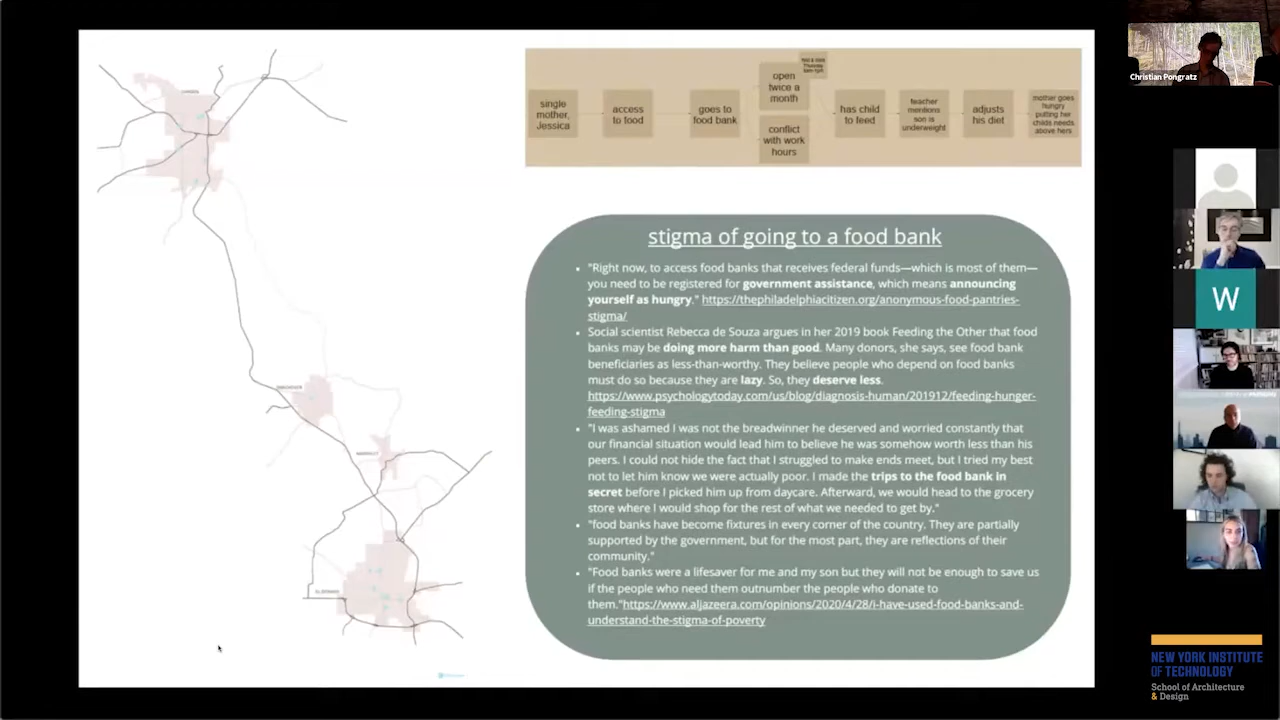 single
mother,
Jessica
access
to food
goes to
food bank
open
twice a
month
conflict
with work
hours
has child
to feed
teacher
mentions
son is
underweight
adjusts
his diet
mother goes
hungry
putting her
childs needs
above hers
stigma of going to a food bank
• "Right now, to access food banks that receives federal funds—which is most of them—
you need to be registered for government assistance, which means announcing
yourself as hungry." https://thephiladelphiacitizen.org/anonymous-food-pantries-
stigma/
• Social scientist Rebecca de Souza argues in her 2019 book Feeding the Other that food
banks may be doing more harm than good. Many donors, she says, see food bank
beneficiaries as less-than-worthy. They believe people who depend on food banks
must do so because they are lazy. So, they deserve less.
https://www.psychologytoday.com/us/blog/diagnosis-human/201912/feeding-hunger-
feeding-stigma
• "I was ashamed I was not the breadwinner he deserved and worried constantly that
our financial situation would lead him to believe he was somehow worth less than his
peers. I could not hide the fact that I struggled to make ends meet, but I tried my best
not to let him know we were actually poor. I made the trips to the food bank in
secret before I picked him up from daycare. Afterward, we would head to the grocery
store where I would shop for the rest of what we needed to get by."
• "food banks have become fixtures in every corner of the country. They are partially
supported by the government, but for the most part, they are reflections of their
community."
• "Food banks were a lifesaver for me and my son but they will not be enough to save us
if the people who need them outnumber the people who donate to
them."https://www.aljazeera.com/opinions/2020/4/28/i-have-used-food-banks-and-
understand-the-stigma-of-poverty
Christian Pongratz
W
NEW YORK INSTITUTE
OF TECHNOLOGY
School of Architecture
& Design